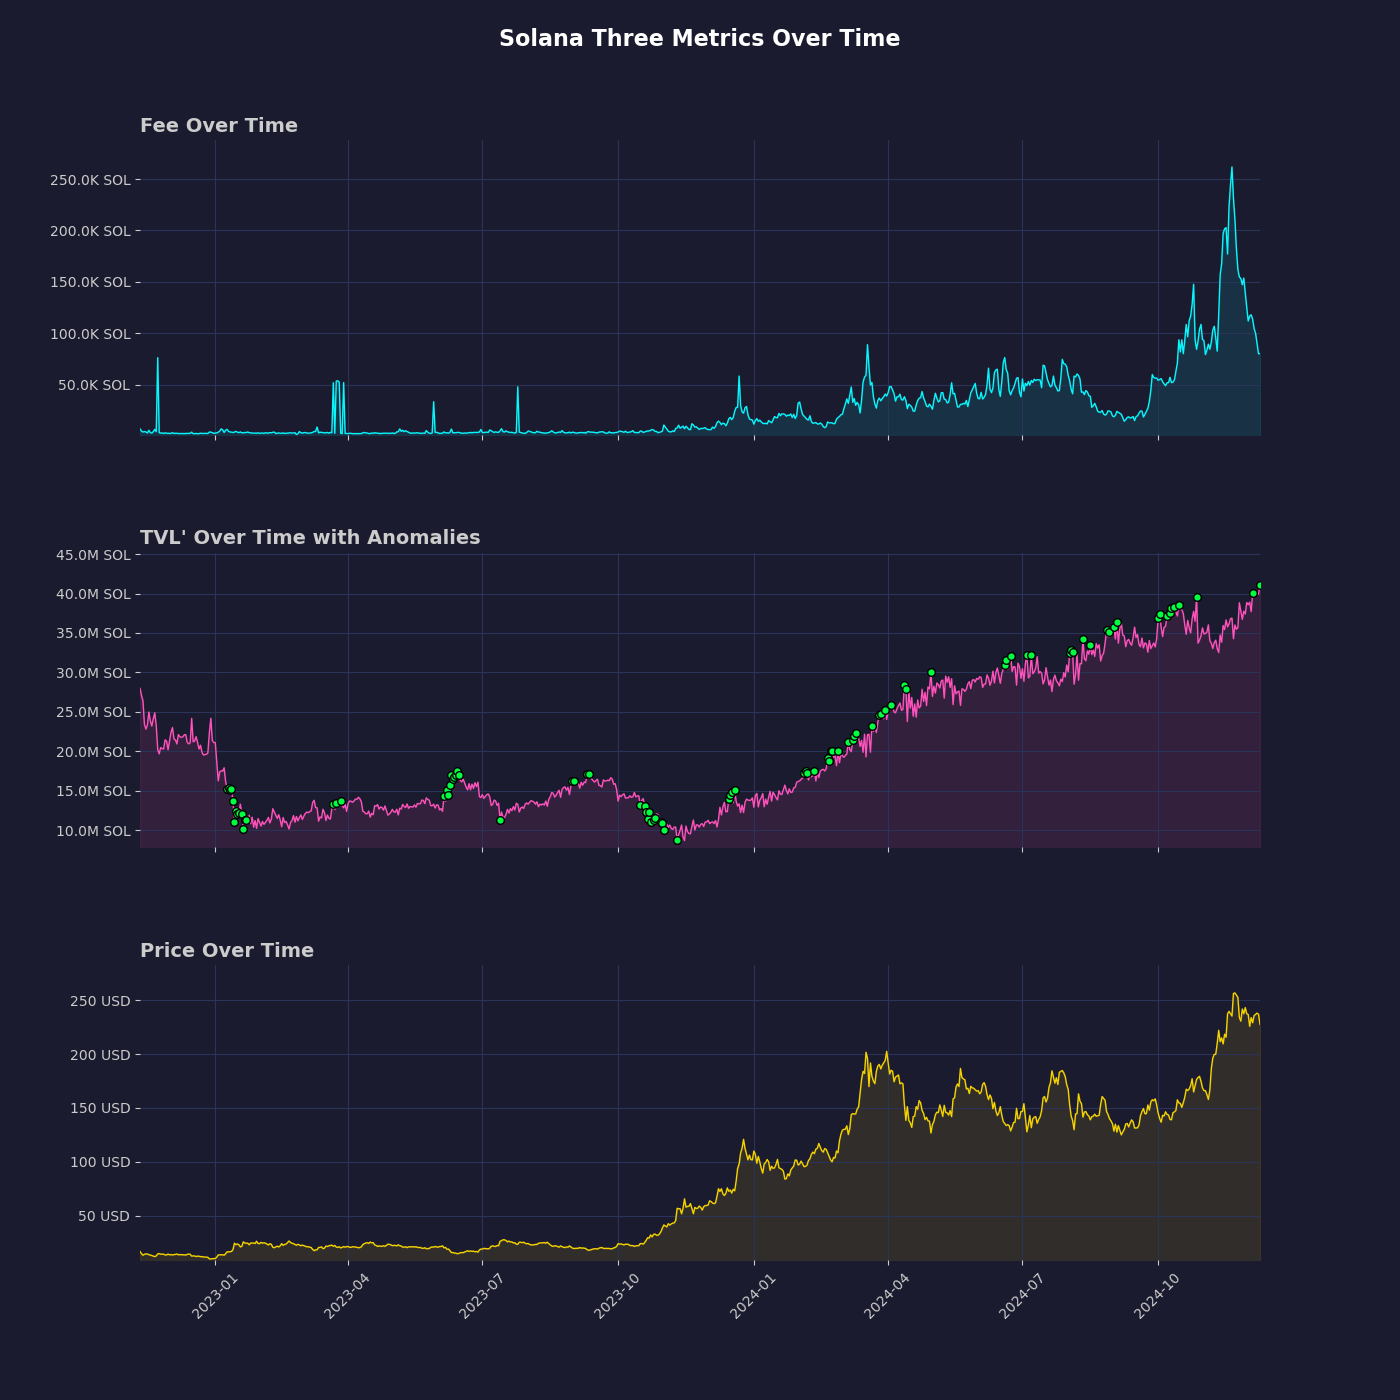 Solana Three Metrics Over Time
Fee Over Time
250.0K SOL
200.0K SOL
150.0K SOL
100.0K SOL
50.0K SOL
TVL' Over Time with Anomalies
45.0M SOL
40.0M SOL
35.0M SOL
30.0M SOL
25.0M SOL
20.0M SOL
15.0M SOL
10.0M SOL
Price Over Time
250 USD
200 USD
150 USD
100 USD
50 USD
2023-01
2023-04
2023-07
2023-10
2024-01
2024-04
2024-07
2024-10